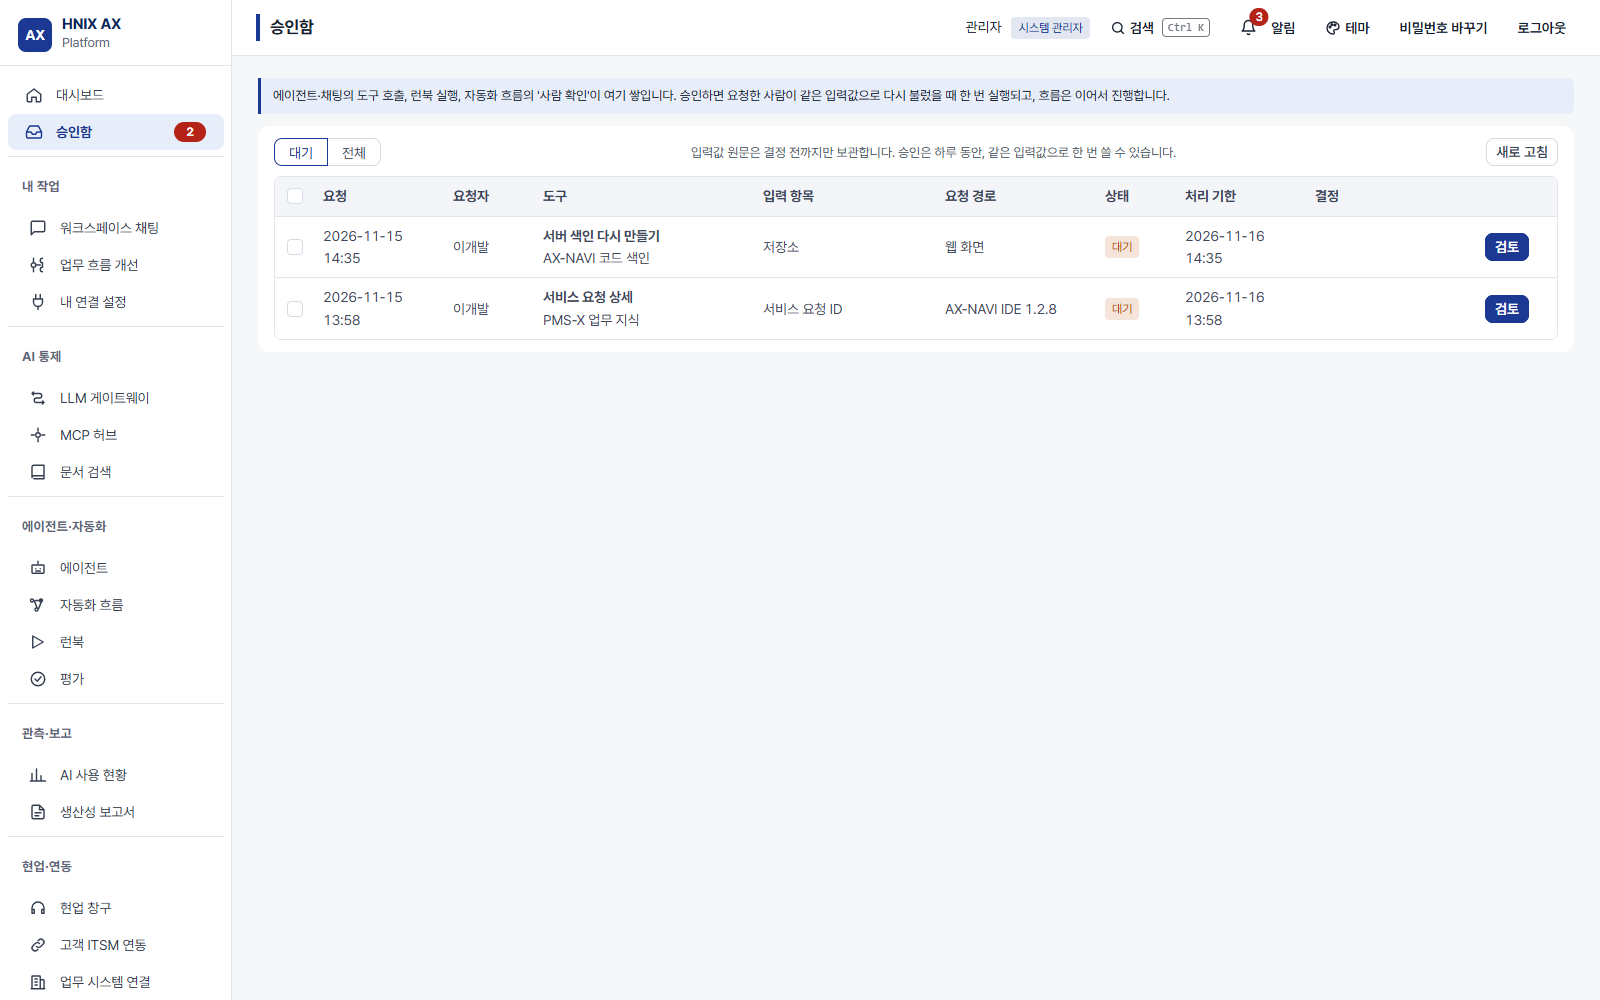 AX
HNIX AX
Platform
대시보드
승인함
2
내 작업
워크스페이스 채팅
업무 흐름 개선
내 연결 설정
AI 통제
LLM 게이트웨이
MCP 허브
문서 검색
에이전트·자동화
에이전트
자동화 흐름
런북
평가
관측·보고
AI 사용 현황
생산성 보고서
현업·연동
현업 창구
고객 ITSM 연동
업무 시스템 연결
승인함
관리자 시스템 관리자 검색 Ctrl K 3 알림 테마 비밀번호 바꾸기 로그아웃
에이전트·채팅의 도구 호출, 런북 실행, 자동화 흐름의 '사람 확인'이 여기 쌓입니다. 승인하면 요청한 사람이 같은 입력값으로 다시 불렀을 때 한 번 실행되고, 흐름은 이어서 진행합니다.
대기 전체 입력값 원문은 결정 전까지만 보관합니다. 승인은 하루 동안, 같은 입력값으로 한 번 쓸 수 있습니다. 새로 고침
요청 요청자 도구 입력 항목 요청 경로 상태 처리 기한 결정
2026-11-15 14:35 이개발 서버 색인 다시 만들기 AX-NAVI 코드 색인 저장소 웹 화면 대기 2026-11-16 14:35 검토
2026-11-15 13:58 이개발 서비스 요청 상세 PMS-X 업무 지식 서비스 요청 ID AX-NAVI IDE 1.2.8 대기 2026-11-16 13:58 검토